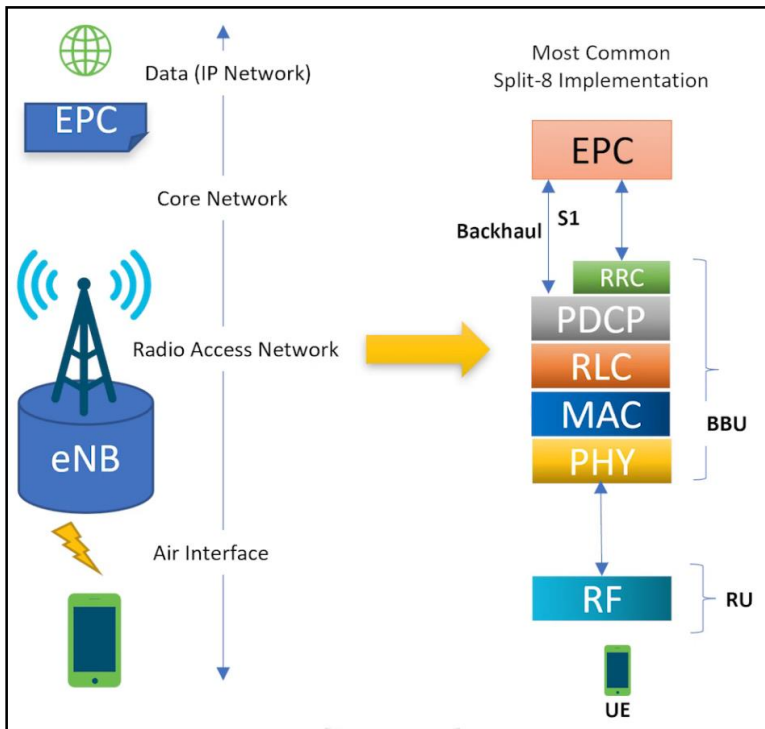 Data (IP Network)
EPC
Core Network
Radio Access Network
eNB
Air Interface
Most Common
Split-8 Implementation
EPC
S1
Backhaul
RRC
PDCP
RLC
MAC
BBU
PHY
RF
RU
UE